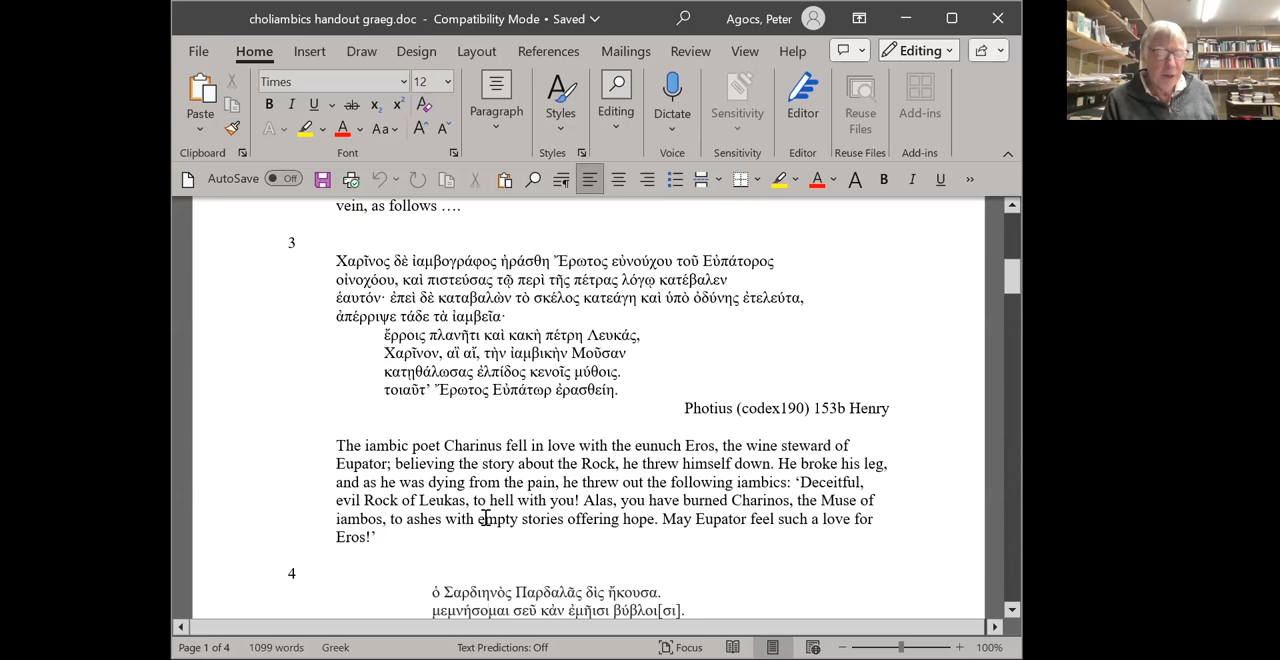 choliambics handout graeg.doc - Compatibility Mode • Saved
Agocs, Peter
File Home Insert Draw Design Layout References Mailings Review View Help Editing
Times 12
Paste Paragraph Styles Editing Dictate Sensitivity Editor Reuse Files Add-ins
Clipboard Font Styles Voice Sensitivity Editor Reuse Files Add-ins
AutoSave Off
vein, as follows ….
3
Χαρῖνος δὲ ἰαμβογράφος ἠράσθη Ἔρωτος εὐνούχου τοῦ Εὐπάτορος
οἰνοχόου, καὶ πιστεύσας τῷ περὶ τῆς πέτρας λόγῳ κατέβαλεν
ἑαυτόν· ἐπεὶ δὲ καταβαλὼν τὸ σκέλος κατεάγη καὶ ὑπὸ ὀδύνης ἐτελεύτα,
ἀπέρριψε τάδε τὰ ἰαμβεῖα·
ἔρροις πλανῆτι καὶ κακὴ πέτρη Λευκάς,
Χαρῖνον, αἲ αἴ, τὴν ἰαμβικὴν Μοῦσαν
κατῃθάλωσας ἐλπίδος κενοῖς μύθοις.
τοιαῦτ’ Ἔρωτος Εὐπάτωρ ἐρασθείη.
Photius (codex190) 153b Henry
The iambic poet Charinus fell in love with the eunuch Eros, the wine steward of
Eupator; believing the story about the Rock, he threw himself down. He broke his leg,
and as he was dying from the pain, he threw out the following iambics: ‘Deceitful,
evil Rock of Leukas, to hell with you! Alas, you have burned Charinos, the Muse of
iambos, to ashes with empty stories offering hope. May Eupator feel such a love for
Eros!’
4
ὁ Σαρδιηνὸς Παρδαλᾶς δὶς ἤκουσα.
μεμνήσομαι σεῦ κἀν ἐμῆισι βύβλοι[σι].
Page 1 of 4 1099 words Greek Text Predictions: Off Focus 100%